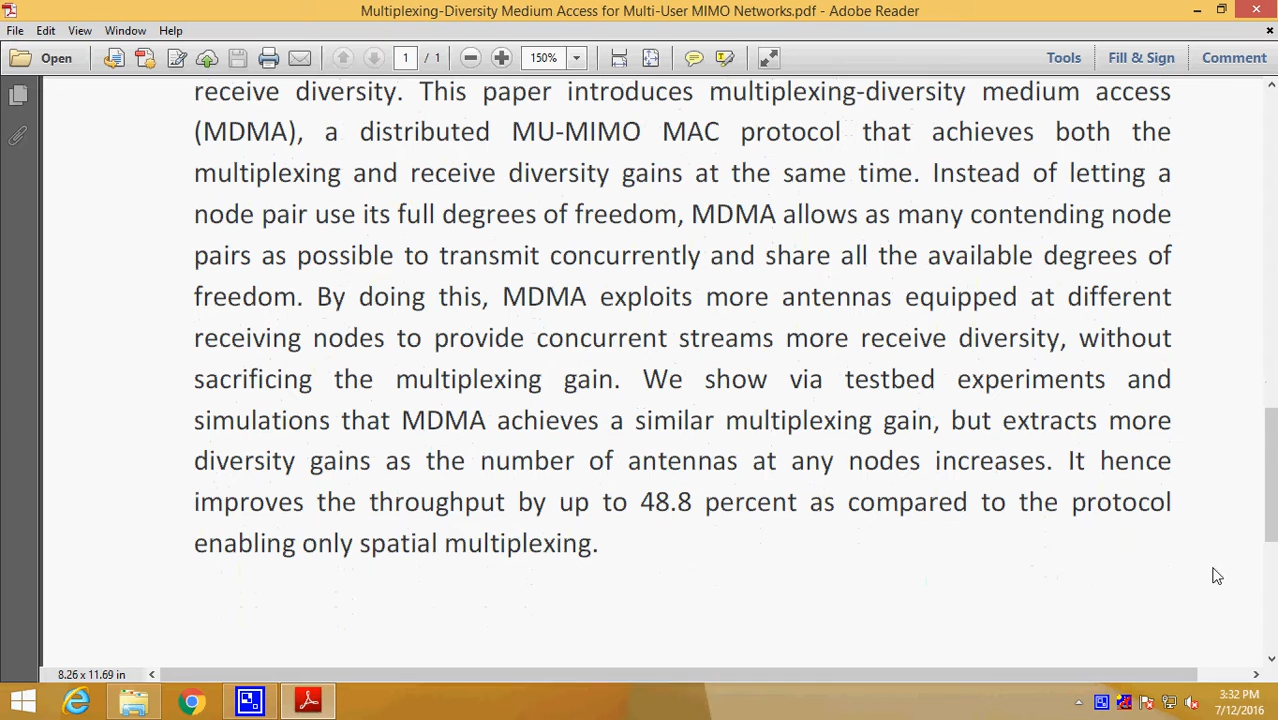 Multiplexing-Diversity Medium Access for Multi-User MIMO Networks.pdf - Adobe Reader
File Edit View Window Help
Open 1 / 1 150% Tools Fill & Sign Comment
receive diversity. This paper introduces multiplexing-diversity medium access
(MDMA), a distributed MU-MIMO MAC protocol that achieves both the
multiplexing and receive diversity gains at the same time. Instead of letting a
node pair use its full degrees of freedom, MDMA allows as many contending node
pairs as possible to transmit concurrently and share all the available degrees of
freedom. By doing this, MDMA exploits more antennas equipped at different
receiving nodes to provide concurrent streams more receive diversity, without
sacrificing the multiplexing gain. We show via testbed experiments and
simulations that MDMA achieves a similar multiplexing gain, but extracts more
diversity gains as the number of antennas at any nodes increases. It hence
improves the throughput by up to 48.8 percent as compared to the protocol
enabling only spatial multiplexing.
8.26 x 11.69 in
3:32 PM
7/12/2016